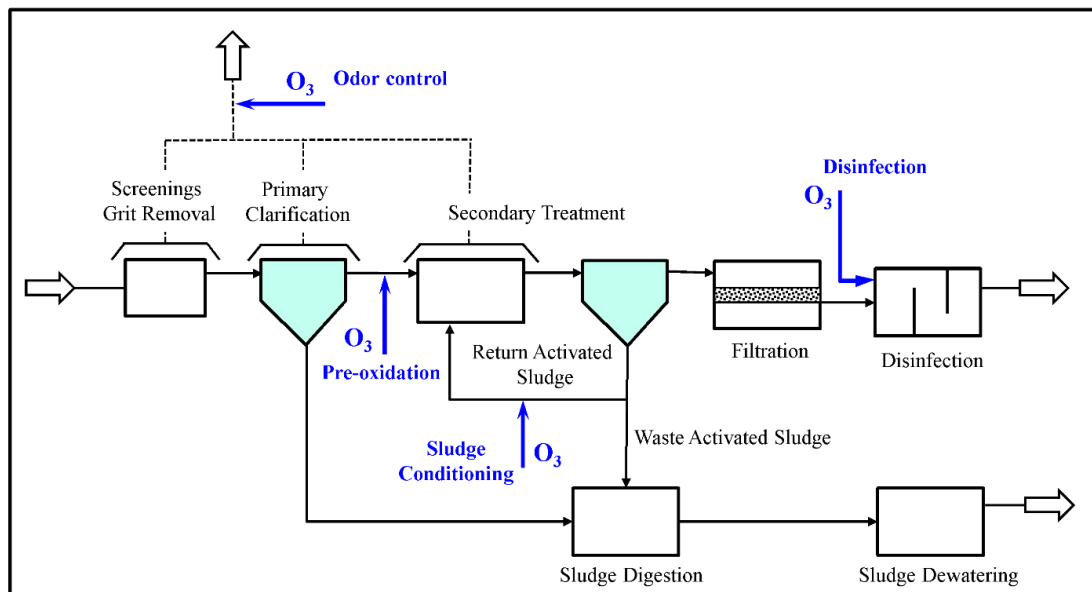 O3 Odor control
Screenings
Grit Removal
Primary
Clarification
Secondary Treatment
Disinfection
O3
O3
Pre-oxidation
Return Activated
Sludge
Filtration
Disinfection
Sludge
Conditioning
O3
Waste Activated Sludge
Sludge Digestion
Sludge Dewatering